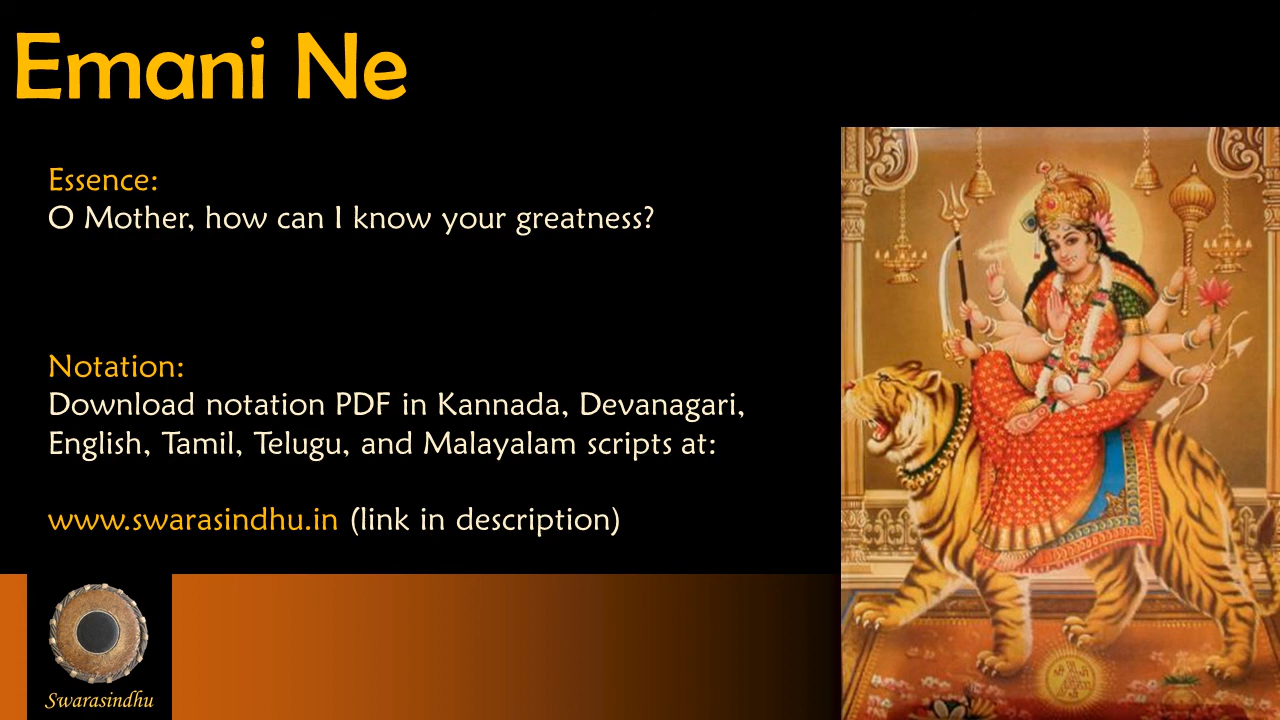 Emani Ne
Essence:
O Mother, how can I know your greatness?
Notation:
Download notation PDF in Kannada, Devanagari,
English, Tamil, Telugu, and Malayalam scripts at:
www.swarasindhu.in (link in description)
Swarasindhu